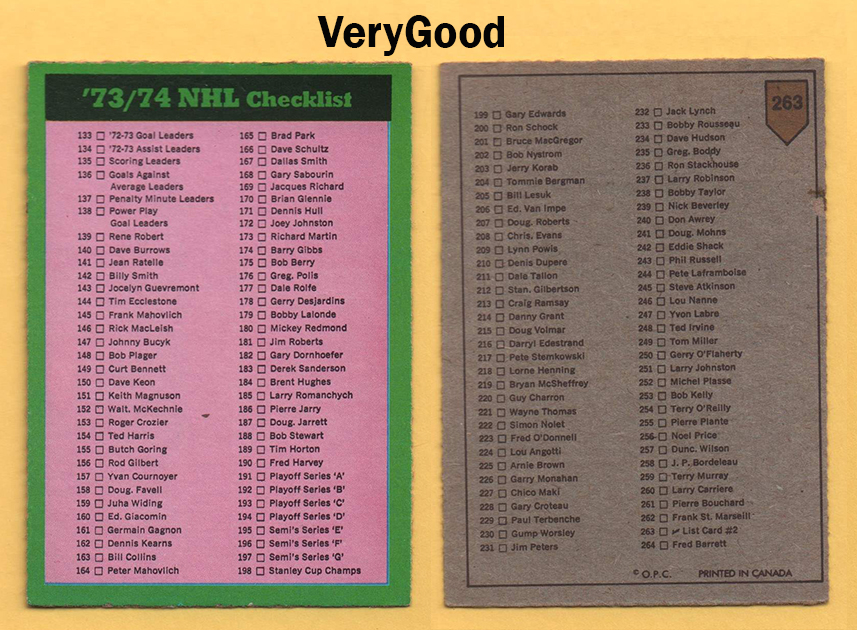 VeryGood
'73/74 NHL Checklist
133 '72-73 Goal Leaders
134 '72-73 Assist Leaders
135 Scoring Leaders
136 Goals Against
Average Leaders
137 Penalty Minute Leaders
138 Power Play
Goal Leaders
139 Rene Robert
140 Dave Burrows
141 Jean Ratelle
142 Billy Smith
143 Jocelyn Guevremont
144 Tim Ecclestone
145 Frank Mahovlich
146 Rick MacLeish
147 Johnny Bucyk
148 Bob Plager
149 Curt Bennett
150 Dave Keon
151 Keith Magnuson
152 Walt. McKechnie
153 Roger Crozier
154 Ted Harris
155 Butch Goring
156 Rod Gilbert
157 Yvan Cournoyer
158 Doug. Favell
159 Juha Widing
160 Ed. Giacomin
161 Germain Gagnon
162 Dennis Kearns
163 Bill Collins
164 Peter Mahovlich
165 Brad Park
166 Dave Schultz
167 Dallas Smith
168 Gary Sabourin
169 Jacques Richard
170 Brian Glennie
171 Dennis Hull
172 Joey Johnston
173 Richard Martin
174 Barry Gibbs
175 Bob Berry
176 Greg. Polis
177 Dale Rolfe
178 Gerry Desjardins
179 Bobby Lalonde
180 Mickey Redmond
181 Jim Roberts
182 Gary Dornhoefer
183 Derek Sanderson
184 Brent Hughes
185 Larry Romanchych
186 Pierre Jarry
187 Doug. Jarrett
188 Bob Stewart
189 Tim Horton
190 Fred Harvey
191 Playoff Series 'A'
192 Playoff Series 'B'
193 Playoff Series 'C'
194 Playoff Series 'D'
195 Semi's Series 'E'
196 Semi's Series 'F'
197 Semi's Series 'G'
198 Stanley Cup Champs
263
199 Gary Edwards
200 Ron Schock
201 Bruce MacGregor
202 Bob Nystrom
203 Jerry Korab
204 Tommie Bergman
205 Bill Lesuk
206 Ed. Van Impe
207 Doug. Roberts
208 Chris. Evans
209 Lynn Powis
210 Denis Dupere
211 Dale Tallon
212 Stan. Gilbertson
213 Craig Ramsay
214 Danny Grant
215 Doug Volmar
216 Darryl Edestrand
217 Pete Stemkowski
218 Lorne Henning
219 Bryan McSheffrey
220 Guy Charron
221 Wayne Thomas
222 Simon Nolet
223 Fred O'Donnell
224 Lou Angotti
225 Arnie Brown
226 Garry Monahan
227 Chico Maki
228 Gary Croteau
229 Paul Terbenche
230 Gump Worsley
231 Jim Peters
232 Jack Lynch
233 Bobby Rousseau
234 Dave Hudson
235 Greg. Boddy
236 Ron Stackhouse
237 Larry Robinson
238 Bobby Taylor
239 Nick Beverley
240 Don Awrey
241 Doug. Mohns
242 Eddie Shack
243 Phil Russell
244 Pete Laframboise
245 Steve Atkinson
246 Lou Nanne
247 Yvon Labre
248 Ted Irvine
249 Tom Miller
250 Gerry O'Flaherty
251 Larry Johnston
252 Michel Plasse
253 Bob Kelly
254 Terry O'Reilly
255 Pierre Plante
256 Noel Price
257 Dunc. Wilson
258 J. P. Bordeleau
259 Terry Murray
260 Larry Carriere
261 Pierre Bouchard
262 Frank St. Marseill
263 List Card #2
264 Fred Barrett
© O.P.C. PRINTED IN CANADA